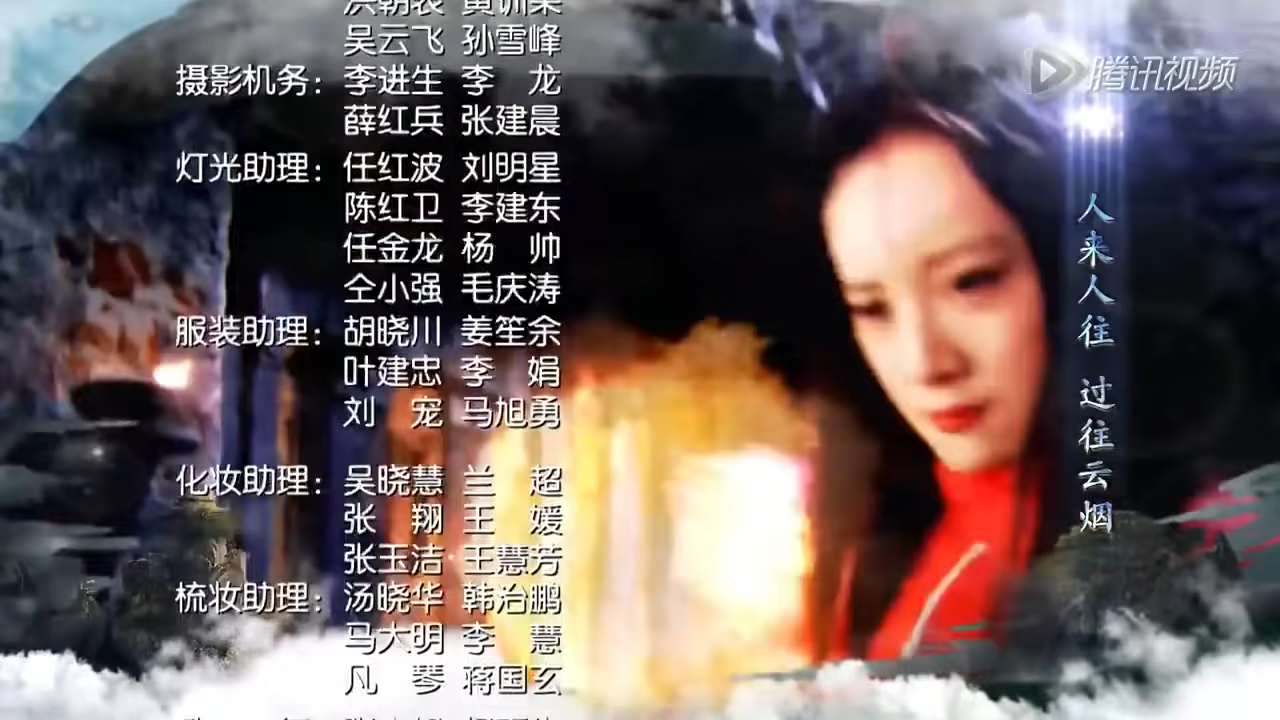 吴云飞 孙雪峰
摄影机务：李进生 李 龙
薛红兵 张建晨
灯光助理：任红波 刘明星
陈红卫 李建东
任金龙 杨 帅
仝小强 毛庆涛
服装助理：胡晓川 姜笙余
叶建忠 李 娟
刘 宠 马旭勇
化妆助理：吴晓慧 兰 超
张 翔 王 媛
张玉洁 王慧芳
梳妆助理：汤晓华 韩治鹏
马大明 李 慧
凡 琴 蒋国玄
腾讯视频
人来人往 过往云烟